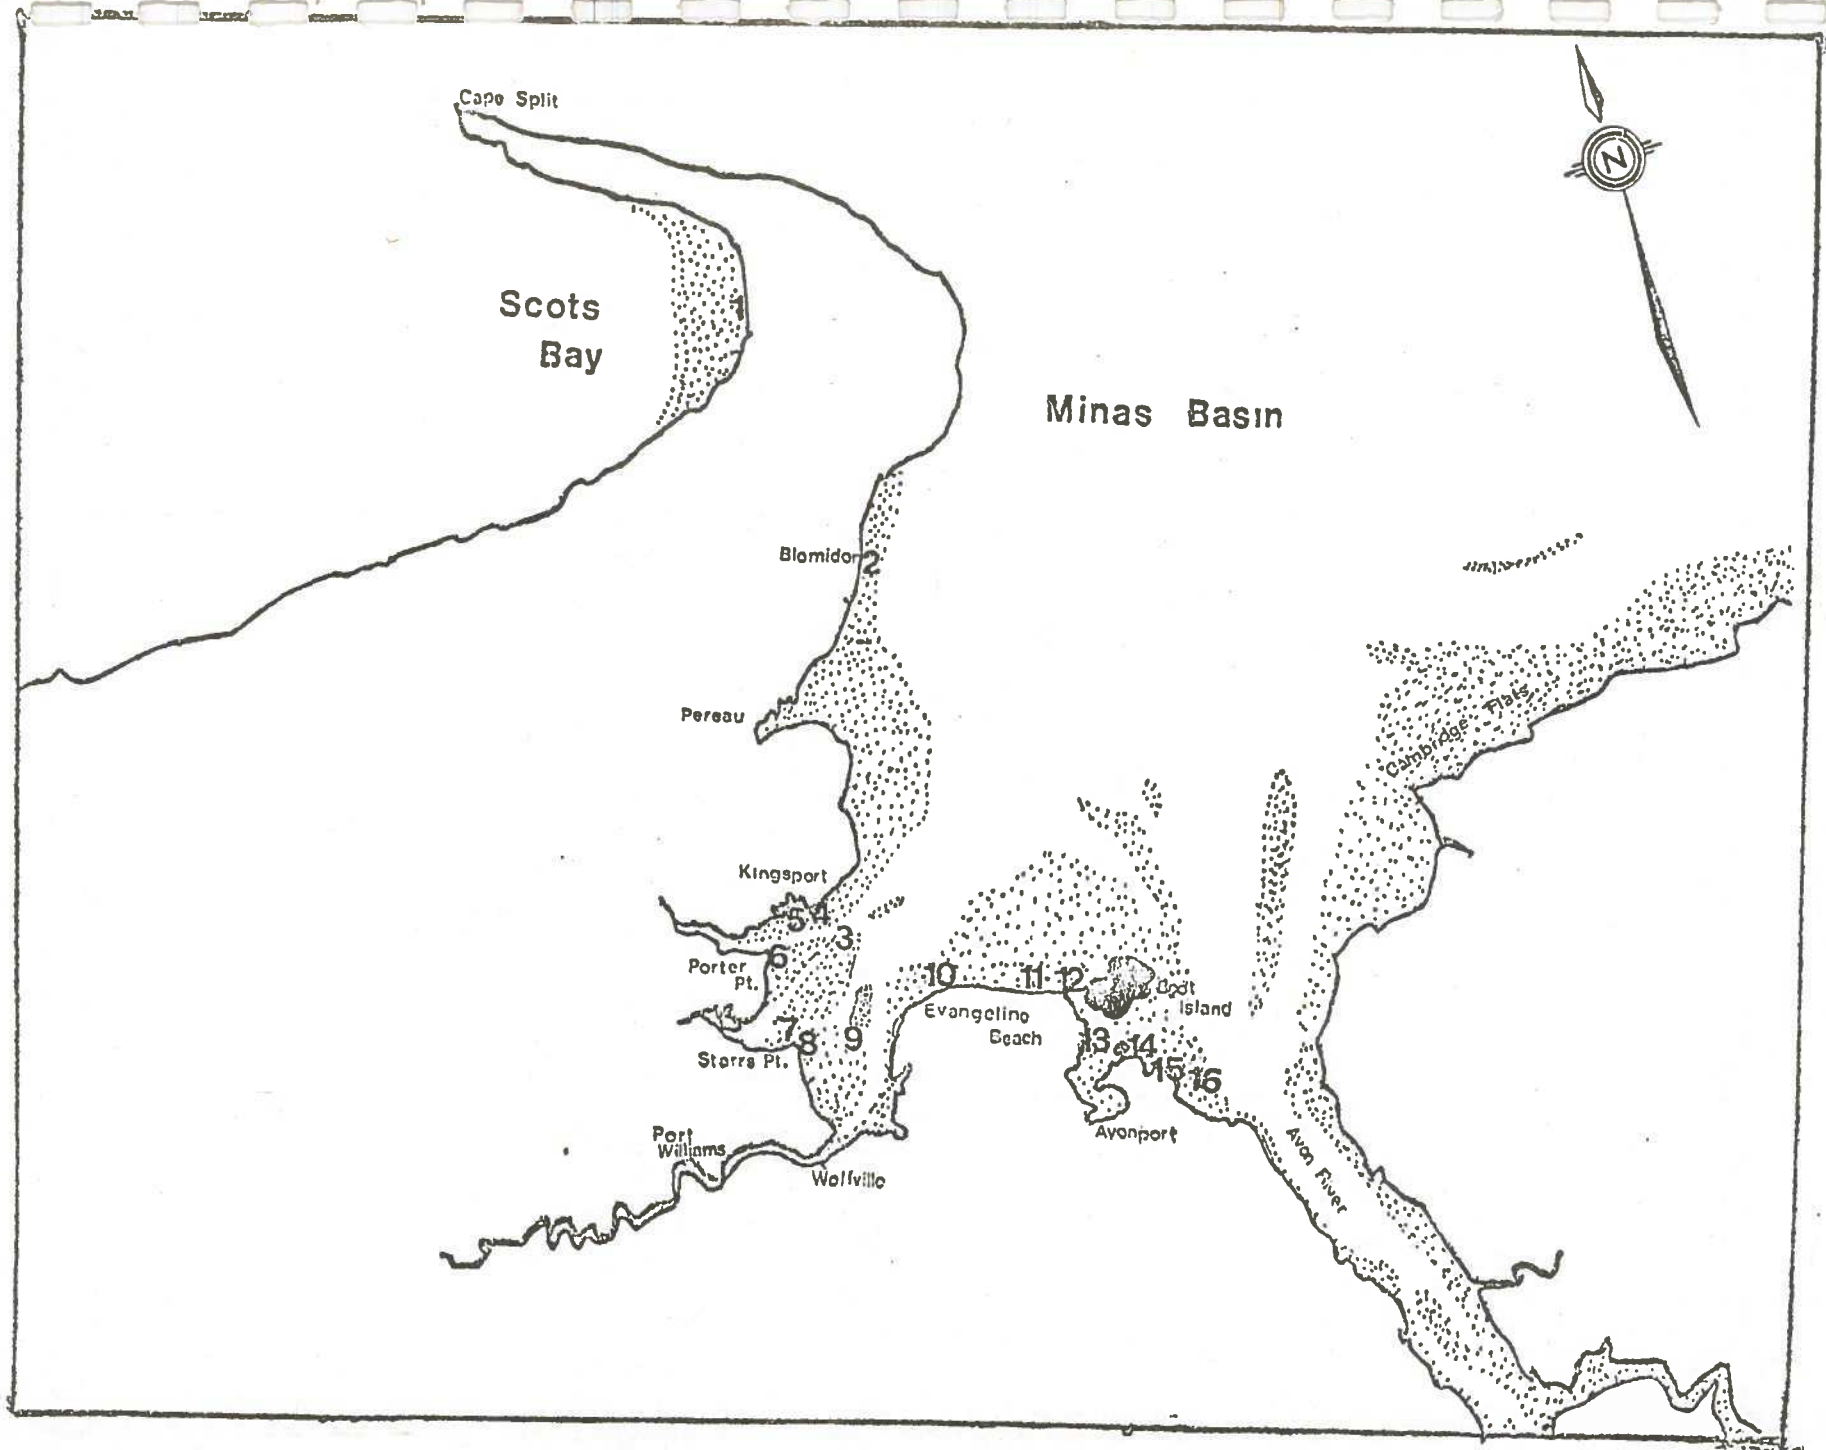 Cape Split
N
Scots
Bay
1
Minas Basin
Blomidon
2
Pereau
Cambridge Flats
Kingsport
5 4
3
6
Porter
Pt.
10 11 12
Boot
Island
Evangeline
Beach
7
8
9
13
14
15
16
Starrs Pt.
Avonport
Avon River
Port
Williams
Wolfville